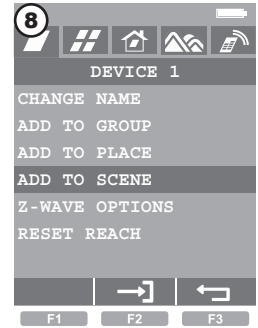 8
DEVICE 1
CHANGE NAME
ADD TO GROUP
ADD TO PLACE
ADD TO SCENE
Z-WAVE OPTIONS
RESET REACH
F1 F2 F3